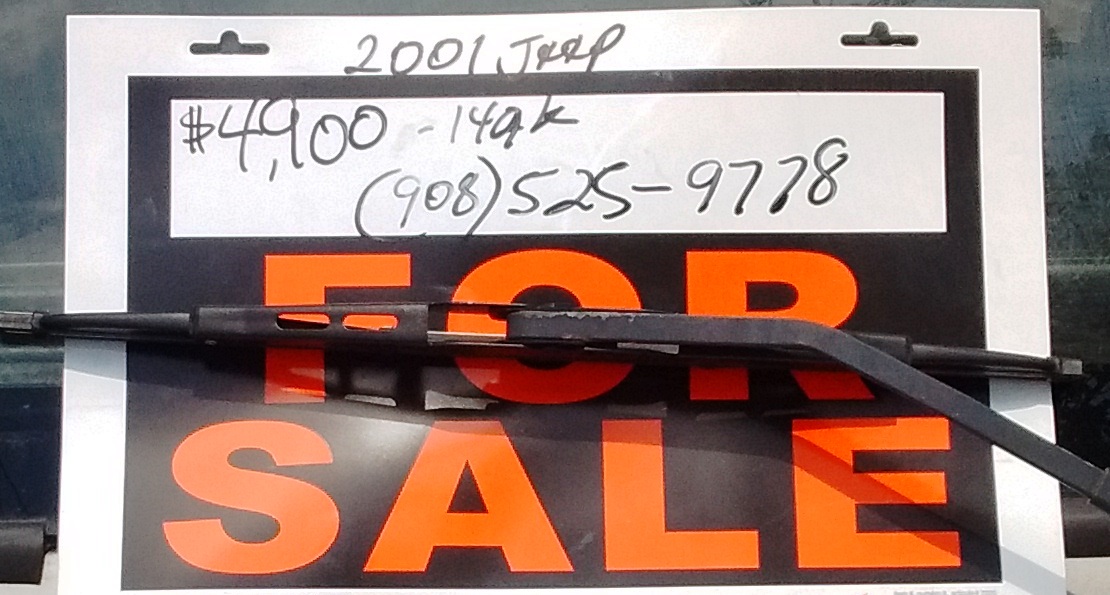 2001 Jeep
$4,900 - 149k
(908) 525-9778
FOR
SALE